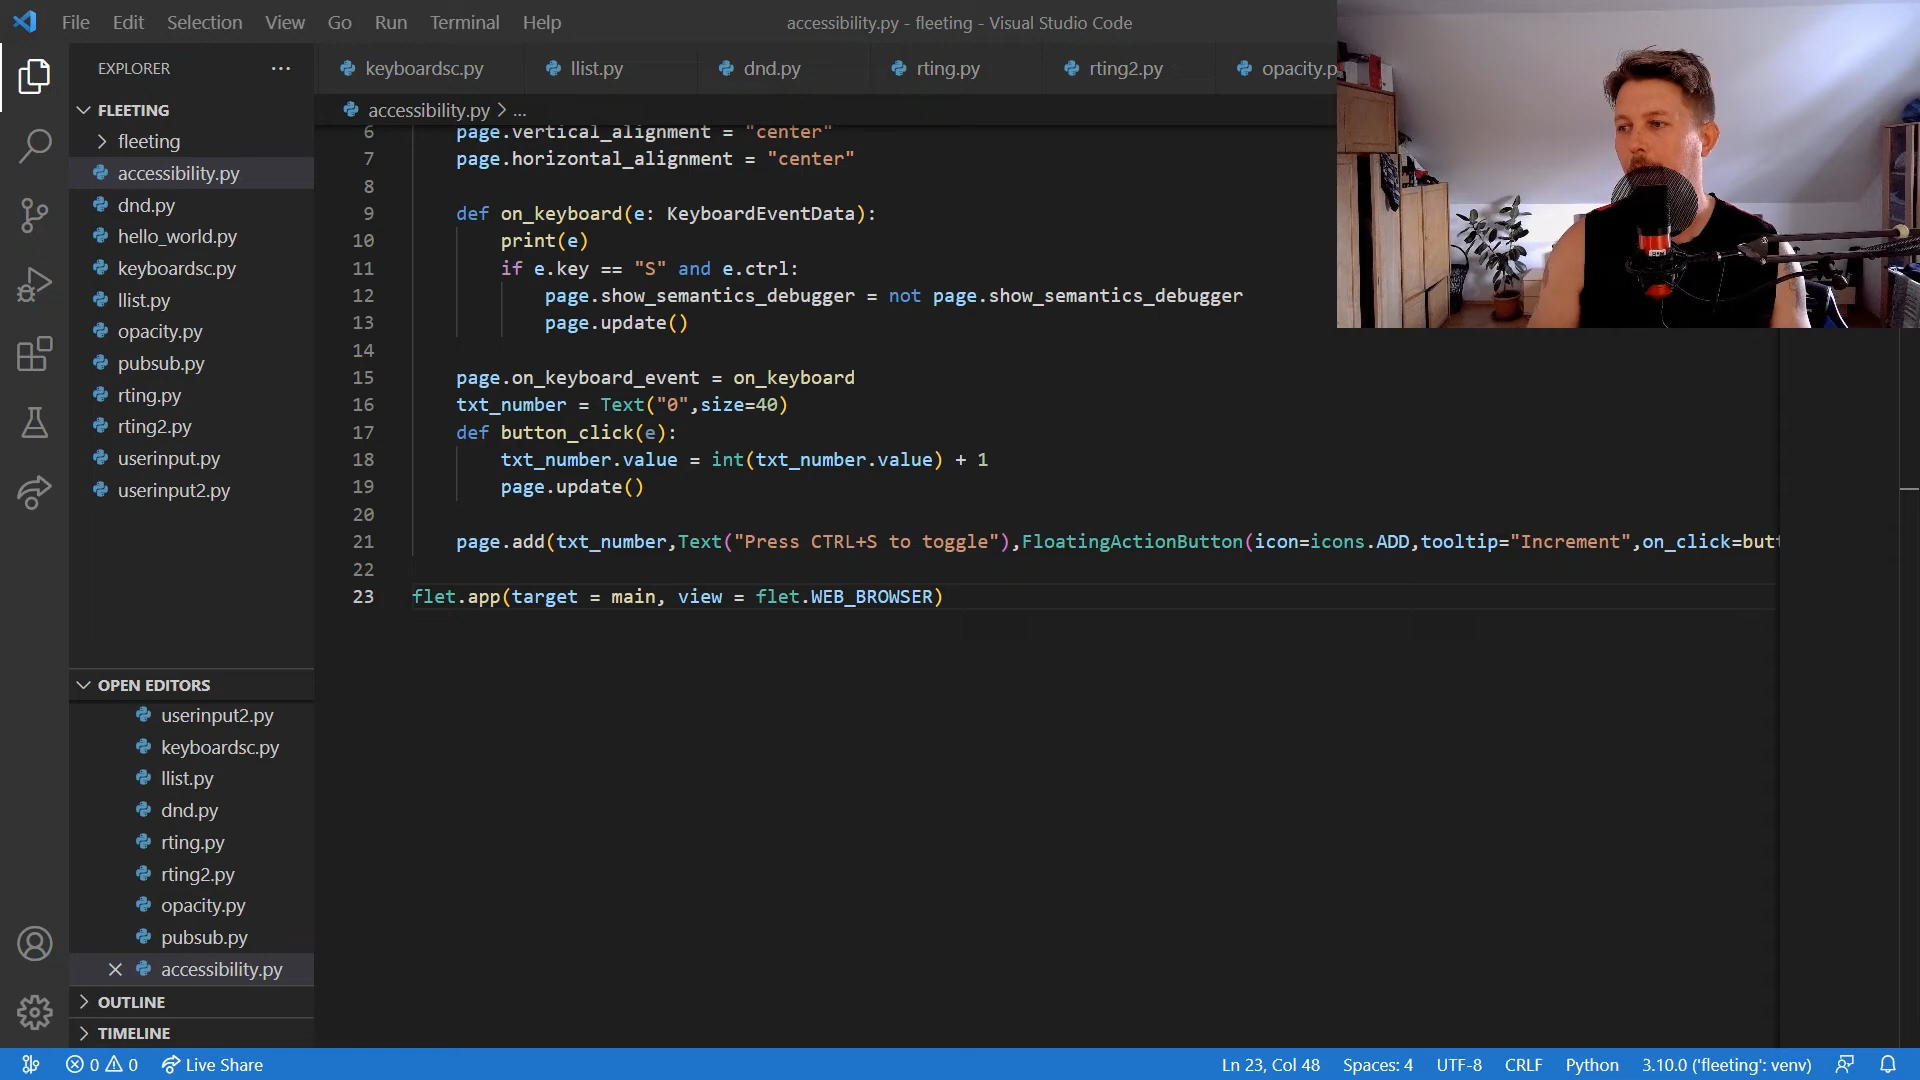 File Edit Selection View Go Run Terminal Help
accessibility.py - fleeting - Visual Studio Code
EXPLORER
FLEETING
fleeting
accessibility.py
dnd.py
hello_world.py
keyboardsc.py
llist.py
opacity.py
pubsub.py
rting.py
rting2.py
userinput.py
userinput2.py
OPEN EDITORS
userinput2.py
keyboardsc.py
llist.py
dnd.py
rting.py
rting2.py
opacity.py
pubsub.py
accessibility.py
OUTLINE
TIMELINE
keyboardsc.py llist.py dnd.py rting.py rting2.py opacity.p
accessibility.py > ...
6 page.vertical_alignment = "center"
7 page.horizontal_alignment = "center"
8
9 def on_keyboard(e: KeyboardEventData):
10 print(e)
11 if e.key == "S" and e.ctrl:
12 page.show_semantics_debugger = not page.show_semantics_debugger
13 page.update()
14
15 page.on_keyboard_event = on_keyboard
16 txt_number = Text("0",size=40)
17 def button_click(e):
18 txt_number.value = int(txt_number.value) + 1
19 page.update()
20
21 page.add(txt_number,Text("Press CTRL+S to toggle"),FloatingActionButton(icon=icons.ADD,tooltip="Increment",on_click=butt
22
23 flet.app(target = main, view = flet.WEB_BROWSER)
0 0 Live Share Ln 23, Col 48 Spaces: 4 UTF-8 CRLF Python 3.10.0 ('fleeting': venv)